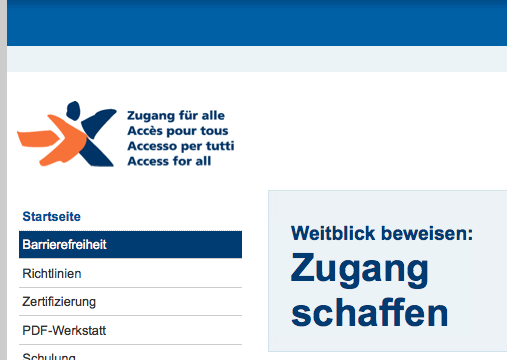 Zugang für alle
Accès pour tous
Accesso per tutti
Access for all
Startseite
Barrierefreiheit
Richtlinien
Zertifizierung
PDF-Werkstatt
Schulung
Weitblick beweisen:
Zugang
schaffen